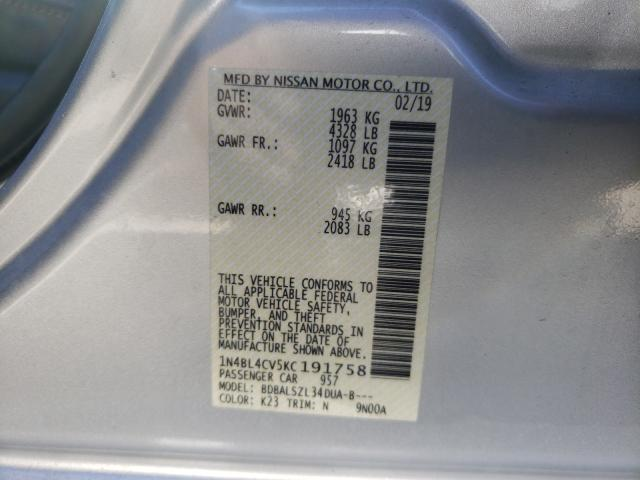 MFD BY NISSAN MOTOR CO., LTD.
DATE: 02/19
GVWR: 1963 KG
4328 LB
GAWR FR.: 1097 KG
2418 LB
GAWR RR.: 945 KG
2083 LB
THIS VEHICLE CONFORMS TO
ALL APPLICABLE FEDERAL
MOTOR VEHICLE SAFETY,
BUMPER, AND THEFT
PREVENTION STANDARDS IN
EFFECT ON THE DATE OF
MANUFACTURE SHOWN ABOVE.
1N4BL4CV5KC191758
PASSENGER CAR 957
MODEL: BDBALSZL34DUA-B---
COLOR: K23 TRIM: N 9N00A